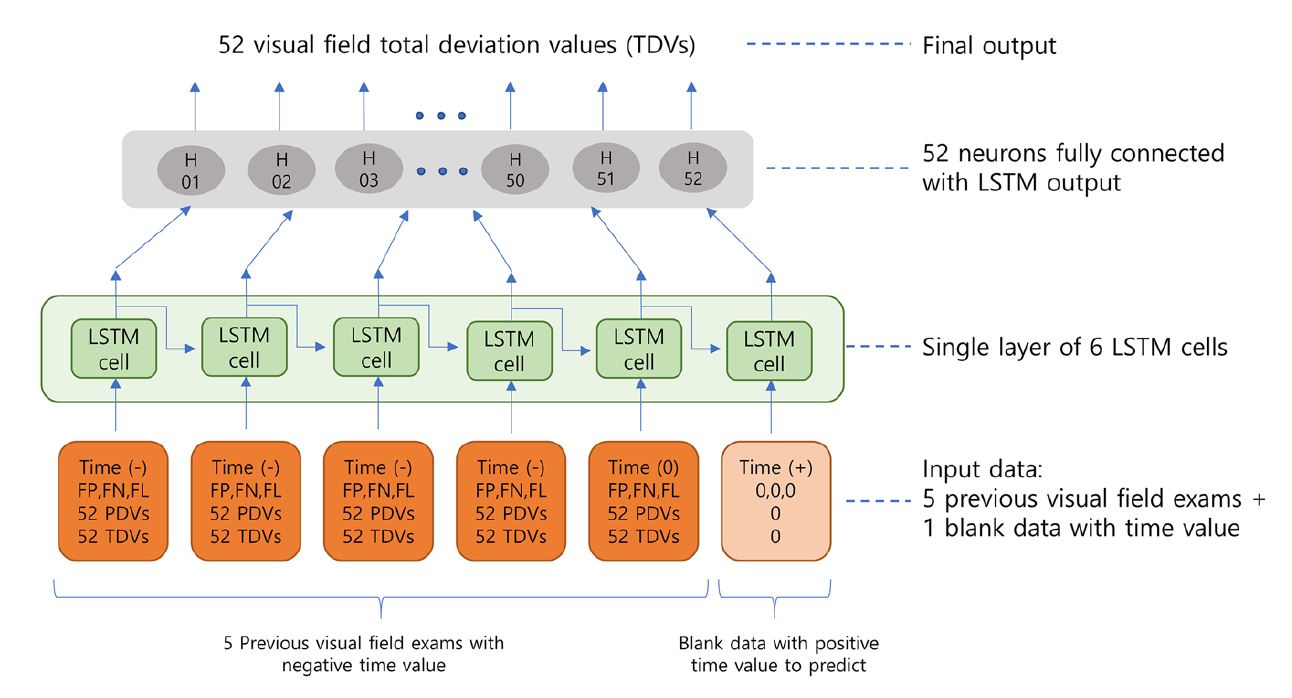 52 visual field total deviation values (TDVs)
Final output
H
01
H
02
H
03
H
50
H
51
H
52
52 neurons fully connected
with LSTM output
LSTM
cell
LSTM
cell
LSTM
cell
LSTM
cell
LSTM
cell
LSTM
cell
Single layer of 6 LSTM cells
Time (-)
FP,FN,FL
52 PDVs
52 TDVs
Time (-)
FP,FN,FL
52 PDVs
52 TDVs
Time (-)
FP,FN,FL
52 PDVs
52 TDVs
Time (-)
FP,FN,FL
52 PDVs
52 TDVs
Time (0)
FP,FN,FL
52 PDVs
52 TDVs
Time (+)
0,0,0
0
0
Input data:
5 previous visual field exams +
1 blank data with time value
5 Previous visual field exams with
negative time value
Blank data with positive
time value to predict